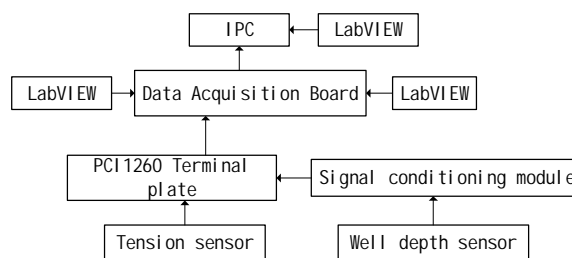 IPC
LabVIEW
LabVIEW
Data Acquisition Board
LabVIEW
PCI1260 Terminal
plate
Signal conditioning module
Tension sensor
Well depth sensor